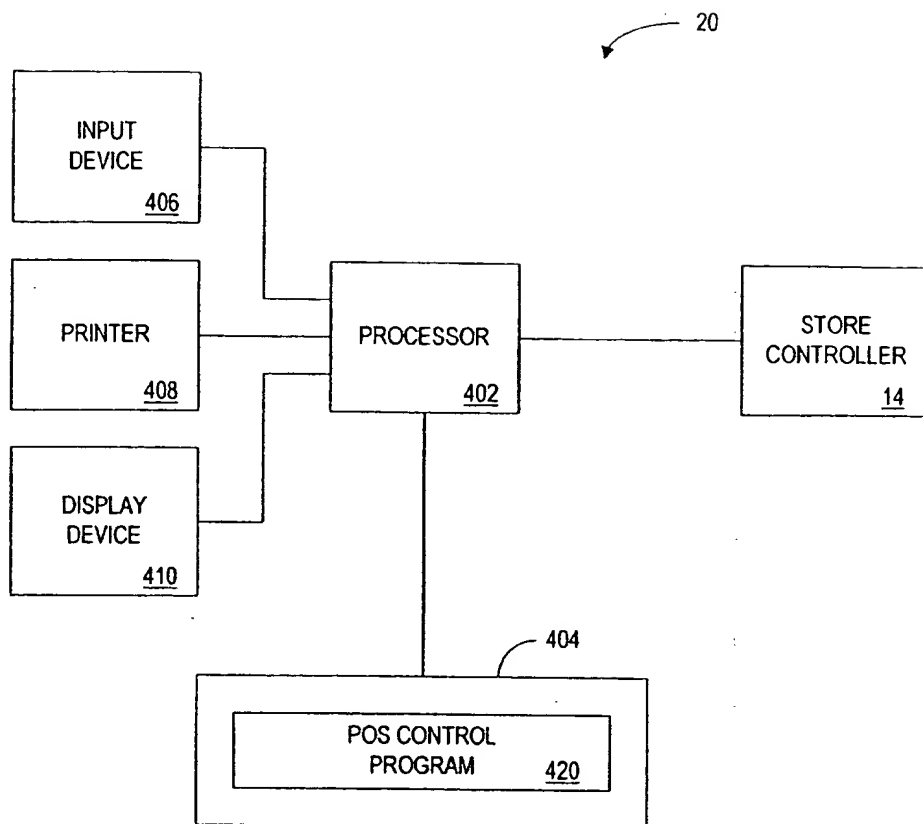 20
INPUT
DEVICE
406
PRINTER
408
DISPLAY
DEVICE
410
PROCESSOR
402
STORE
CONTROLLER
14
404
POS CONTROL
PROGRAM
420